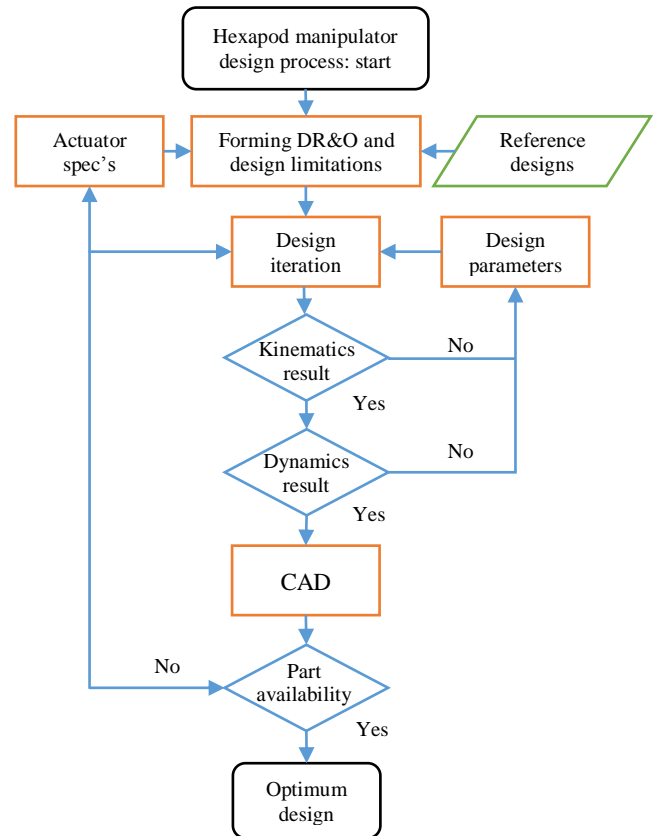 Hexapod manipulator
design process: start
Actuator
spec's
Forming DR&O and
design limitations
Reference
designs
Design
iteration
Design
parameters
Kinematics
result
No
Yes
Dynamics
result
No
Yes
CAD
No
Part
availability
Yes
Optimum
design